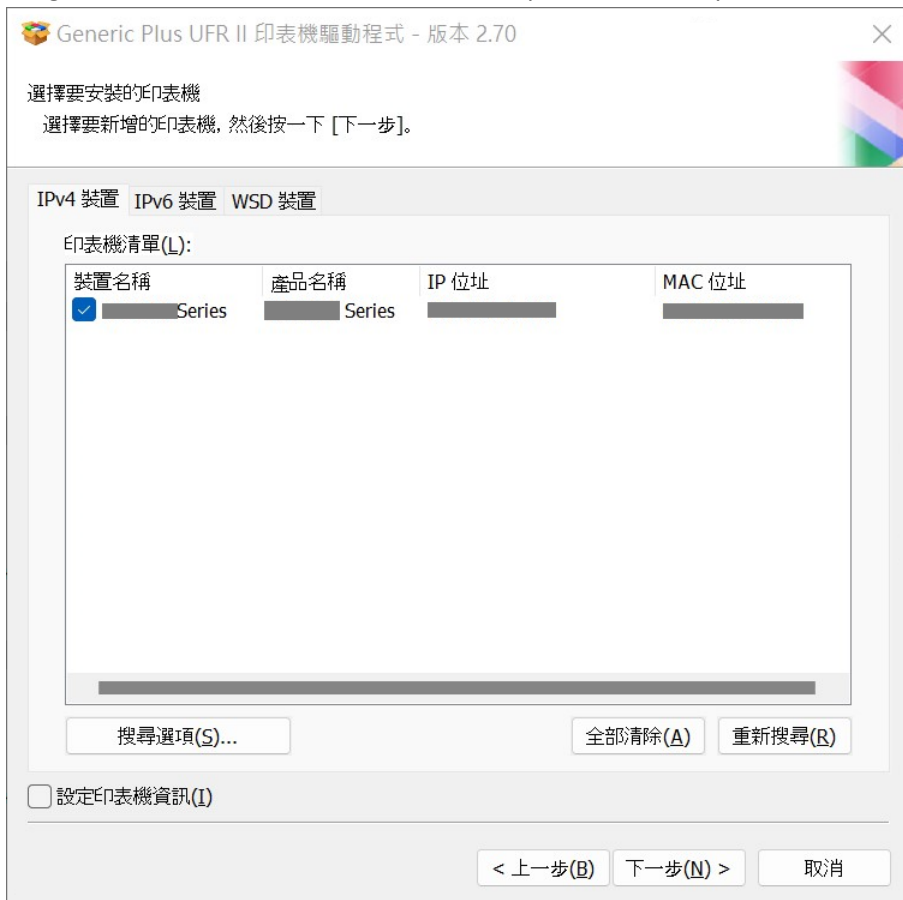 Generic Plus UFR II 印表機驅動程式 - 版本 2.70
選擇要安裝的印表機
選擇要新增的印表機, 然後按一下 [下一步]。
IPv4 裝置 IPv6 裝置 WSD 裝置
印表機清單(L):
裝置名稱 產品名稱 IP 位址 MAC 位址
Series Series
搜尋選項(S)... 全部清除(A) 重新搜尋(R)
設定印表機資訊(I)
< 上一步(B) 下一步(N) > 取消